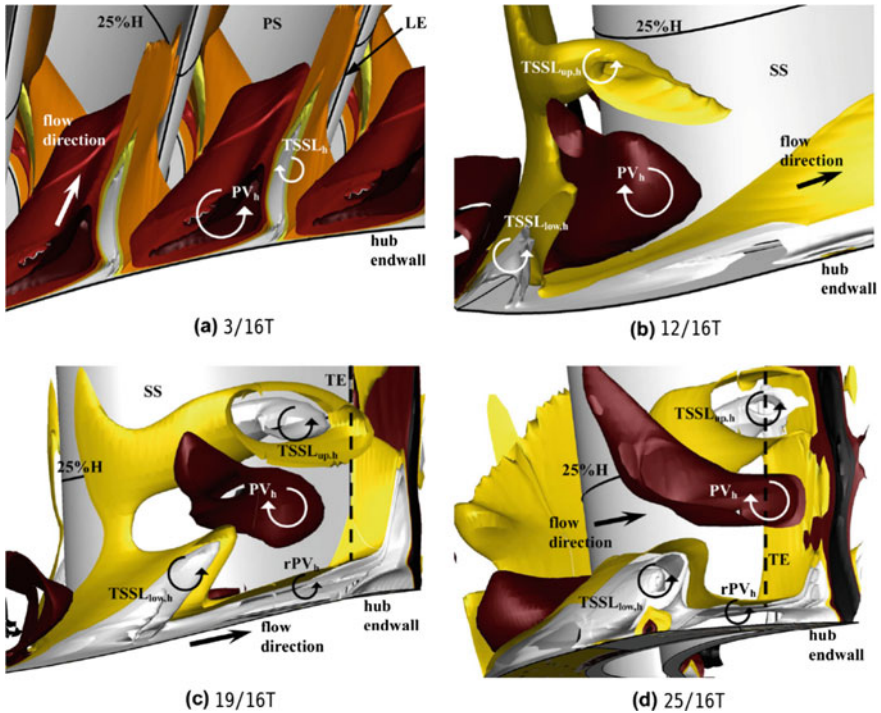 25%H
PS
LE
flow
direction
TSSLh
PVh
hub
endwall
(a) 3/16T
25%H
TSSLup,h
SS
flow
direction
PVh
TSSLlow,h
hub
endwall
(b) 12/16T
SS
TE
25%H
TSSLup,h
PVh
rPVh
TSSLlow,h
flow
direction
hub
endwall
(c) 19/16T
TSSLup,h
25%H
PVh
flow
direction
TE
TSSLlow,h
rPVh
hub
endwall
(d) 25/16T